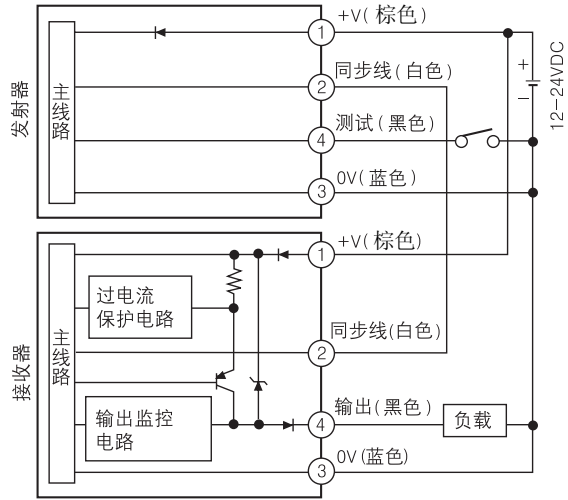 +V(棕色)
同步线(白色)
测试(黑色)
0V(蓝色)
1
2
4
3
发射器
主线路
+
−
12−24VDC
+V(棕色)
同步线(白色)
输出(黑色)
0V(蓝色)
1
2
4
3
接收器
主线路
过电流
保护电路
输出监控
电路
负载